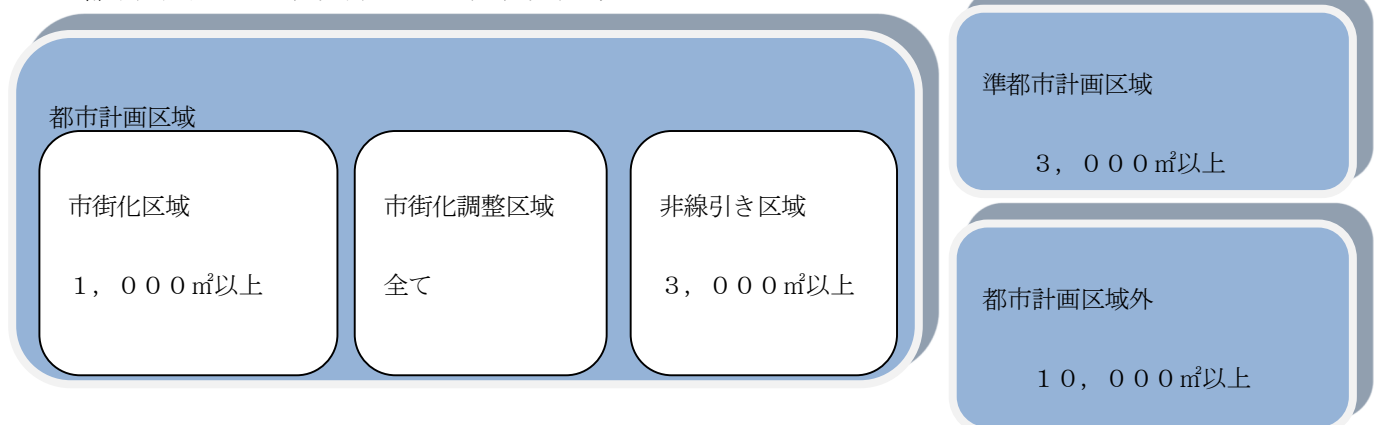 都市計画区域
市街化区域
１，０００㎡以上
市街化調整区域
全て
非線引き区域
３，０００㎡以上
準都市計画区域
３，０００㎡以上
都市計画区域外
１０，０００㎡以上